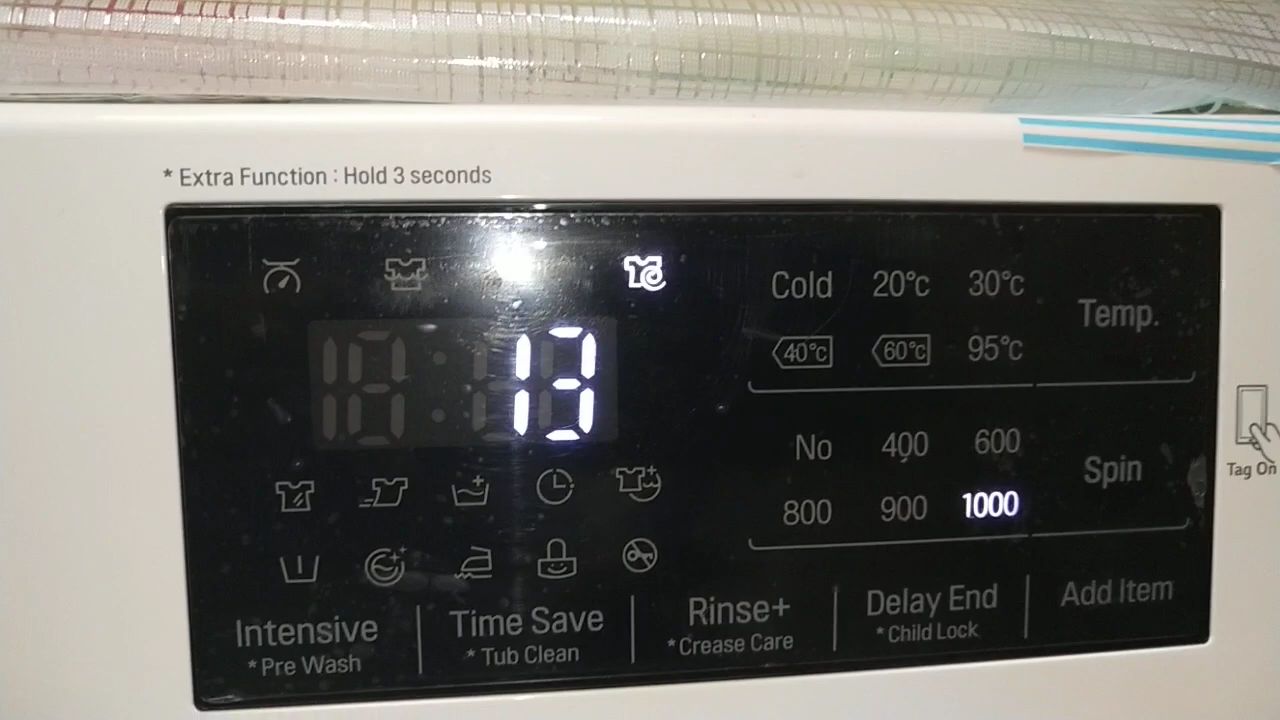 * Extra Function : Hold 3 seconds
Cold 20°c 30°c
Temp.
40°c 60°c 95°c
13
No 400 600
Spin
800 900 1000
Tag On
Intensive
* Pre Wash
Time Save
* Tub Clean
Rinse+
* Crease Care
Delay End
* Child Lock
Add Item